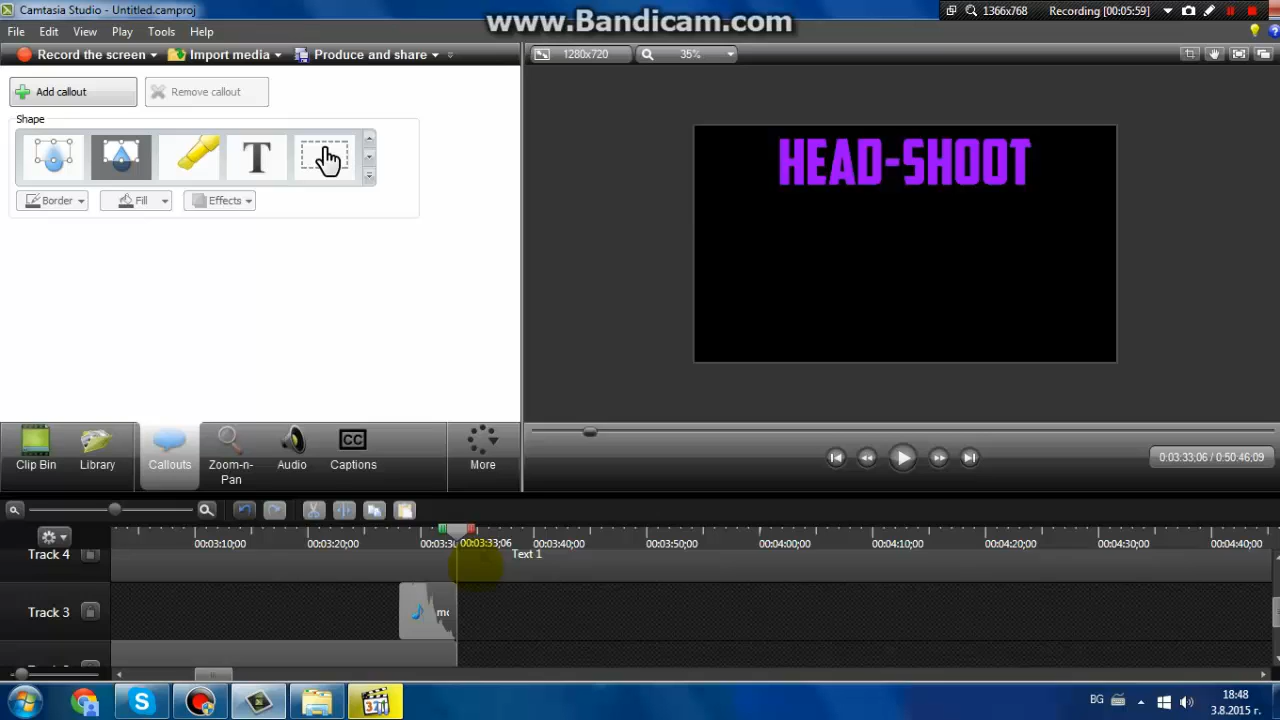 Camtasia Studio - Untitled.camproj
www.Bandicam.com
1366x768
Recording [00:05:59]
File Edit View Play Tools Help
Record the screen
Import media
Produce and share
1280x720
35%
Add callout
Remove callout
Shape
T
Border
Fill
Effects
HEAD-SHOOT
CC
Clip Bin
Library
Callouts
Zoom-n-
Pan
Audio
Captions
More
0:03:33;06 / 0:50:46;09
00:03:10;00
00:03:20;00
00:03:3
00:03:33;06
00:03:40;00
00:03:50;00
00:04:00;00
00:04:10;00
00:04:20;00
00:04:30;00
00:04:40;00
Track 4
Text 1
Track 3
321
BG
18:48
3.8.2015 г.